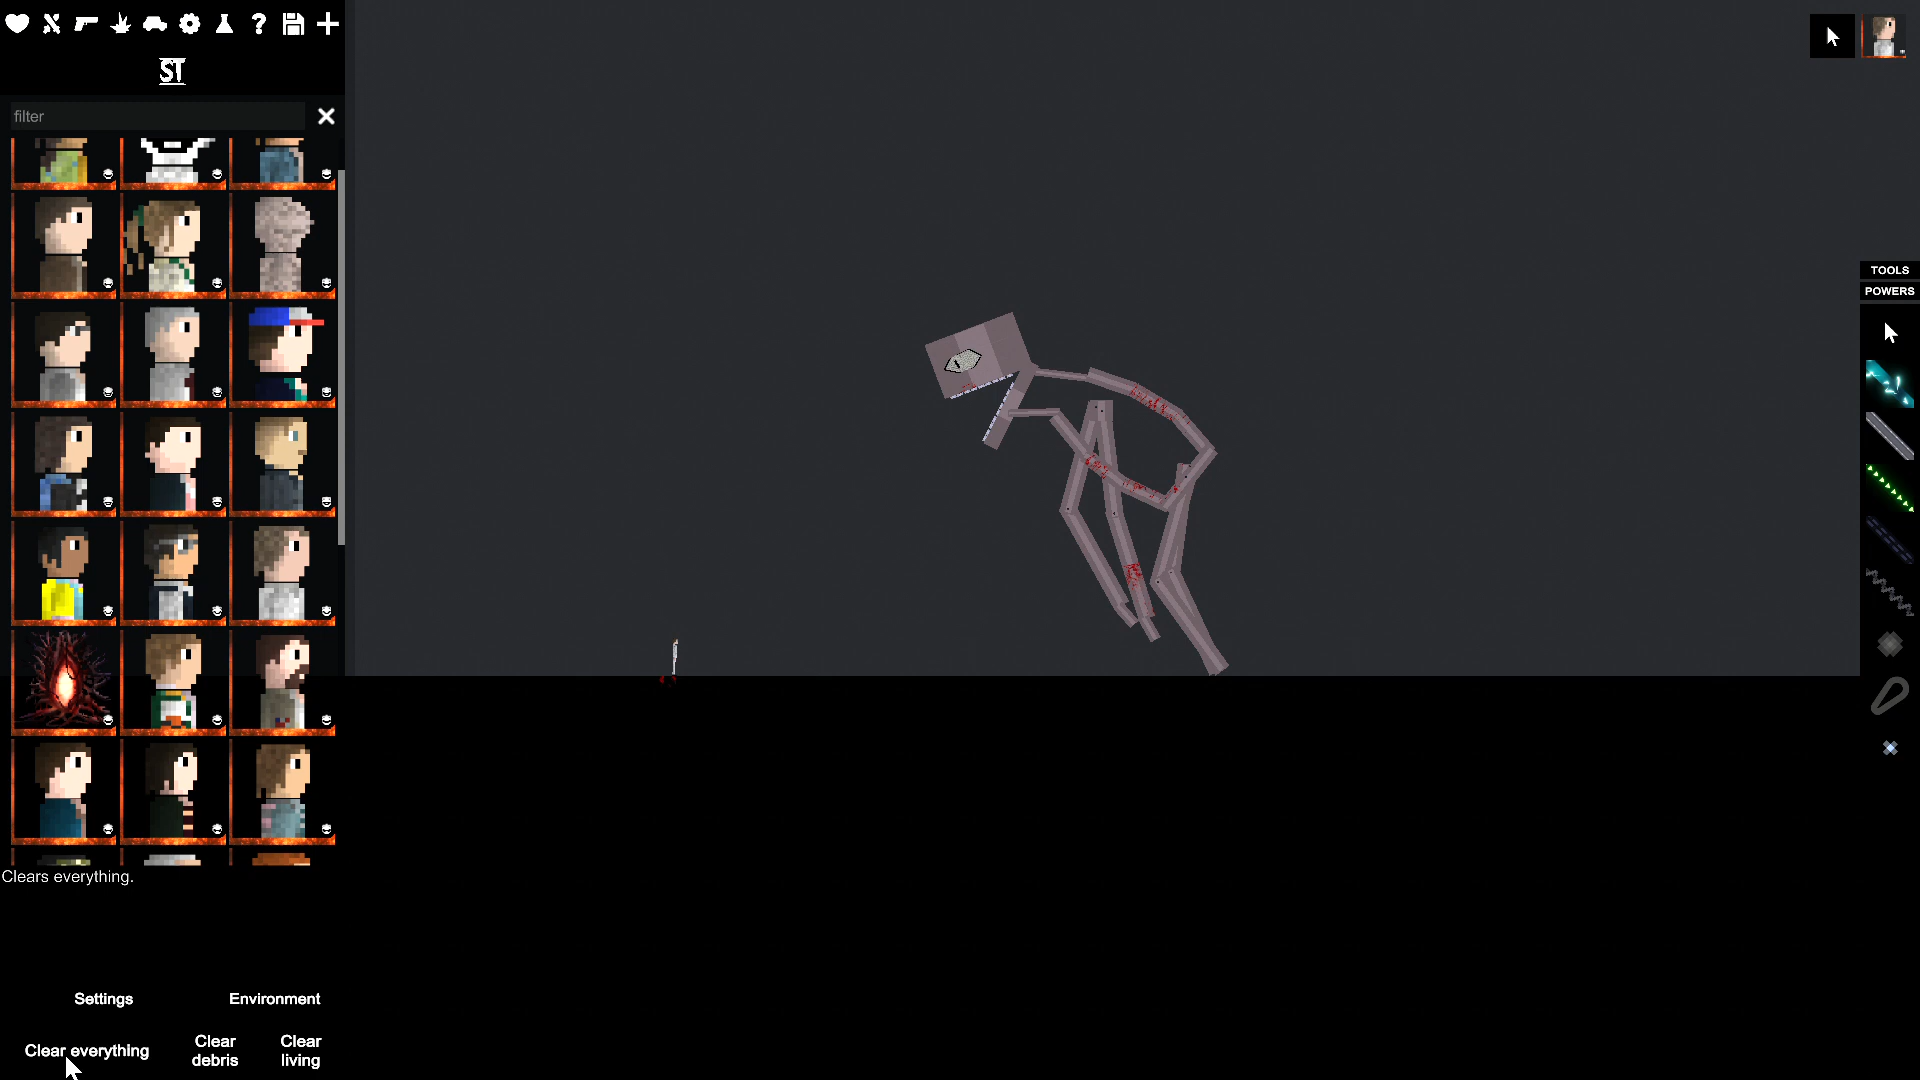 ST
filter
TOOLS
POWERS
Clears everything.
Settings
Environment
Clear everything
Clear
debris
Clear
living